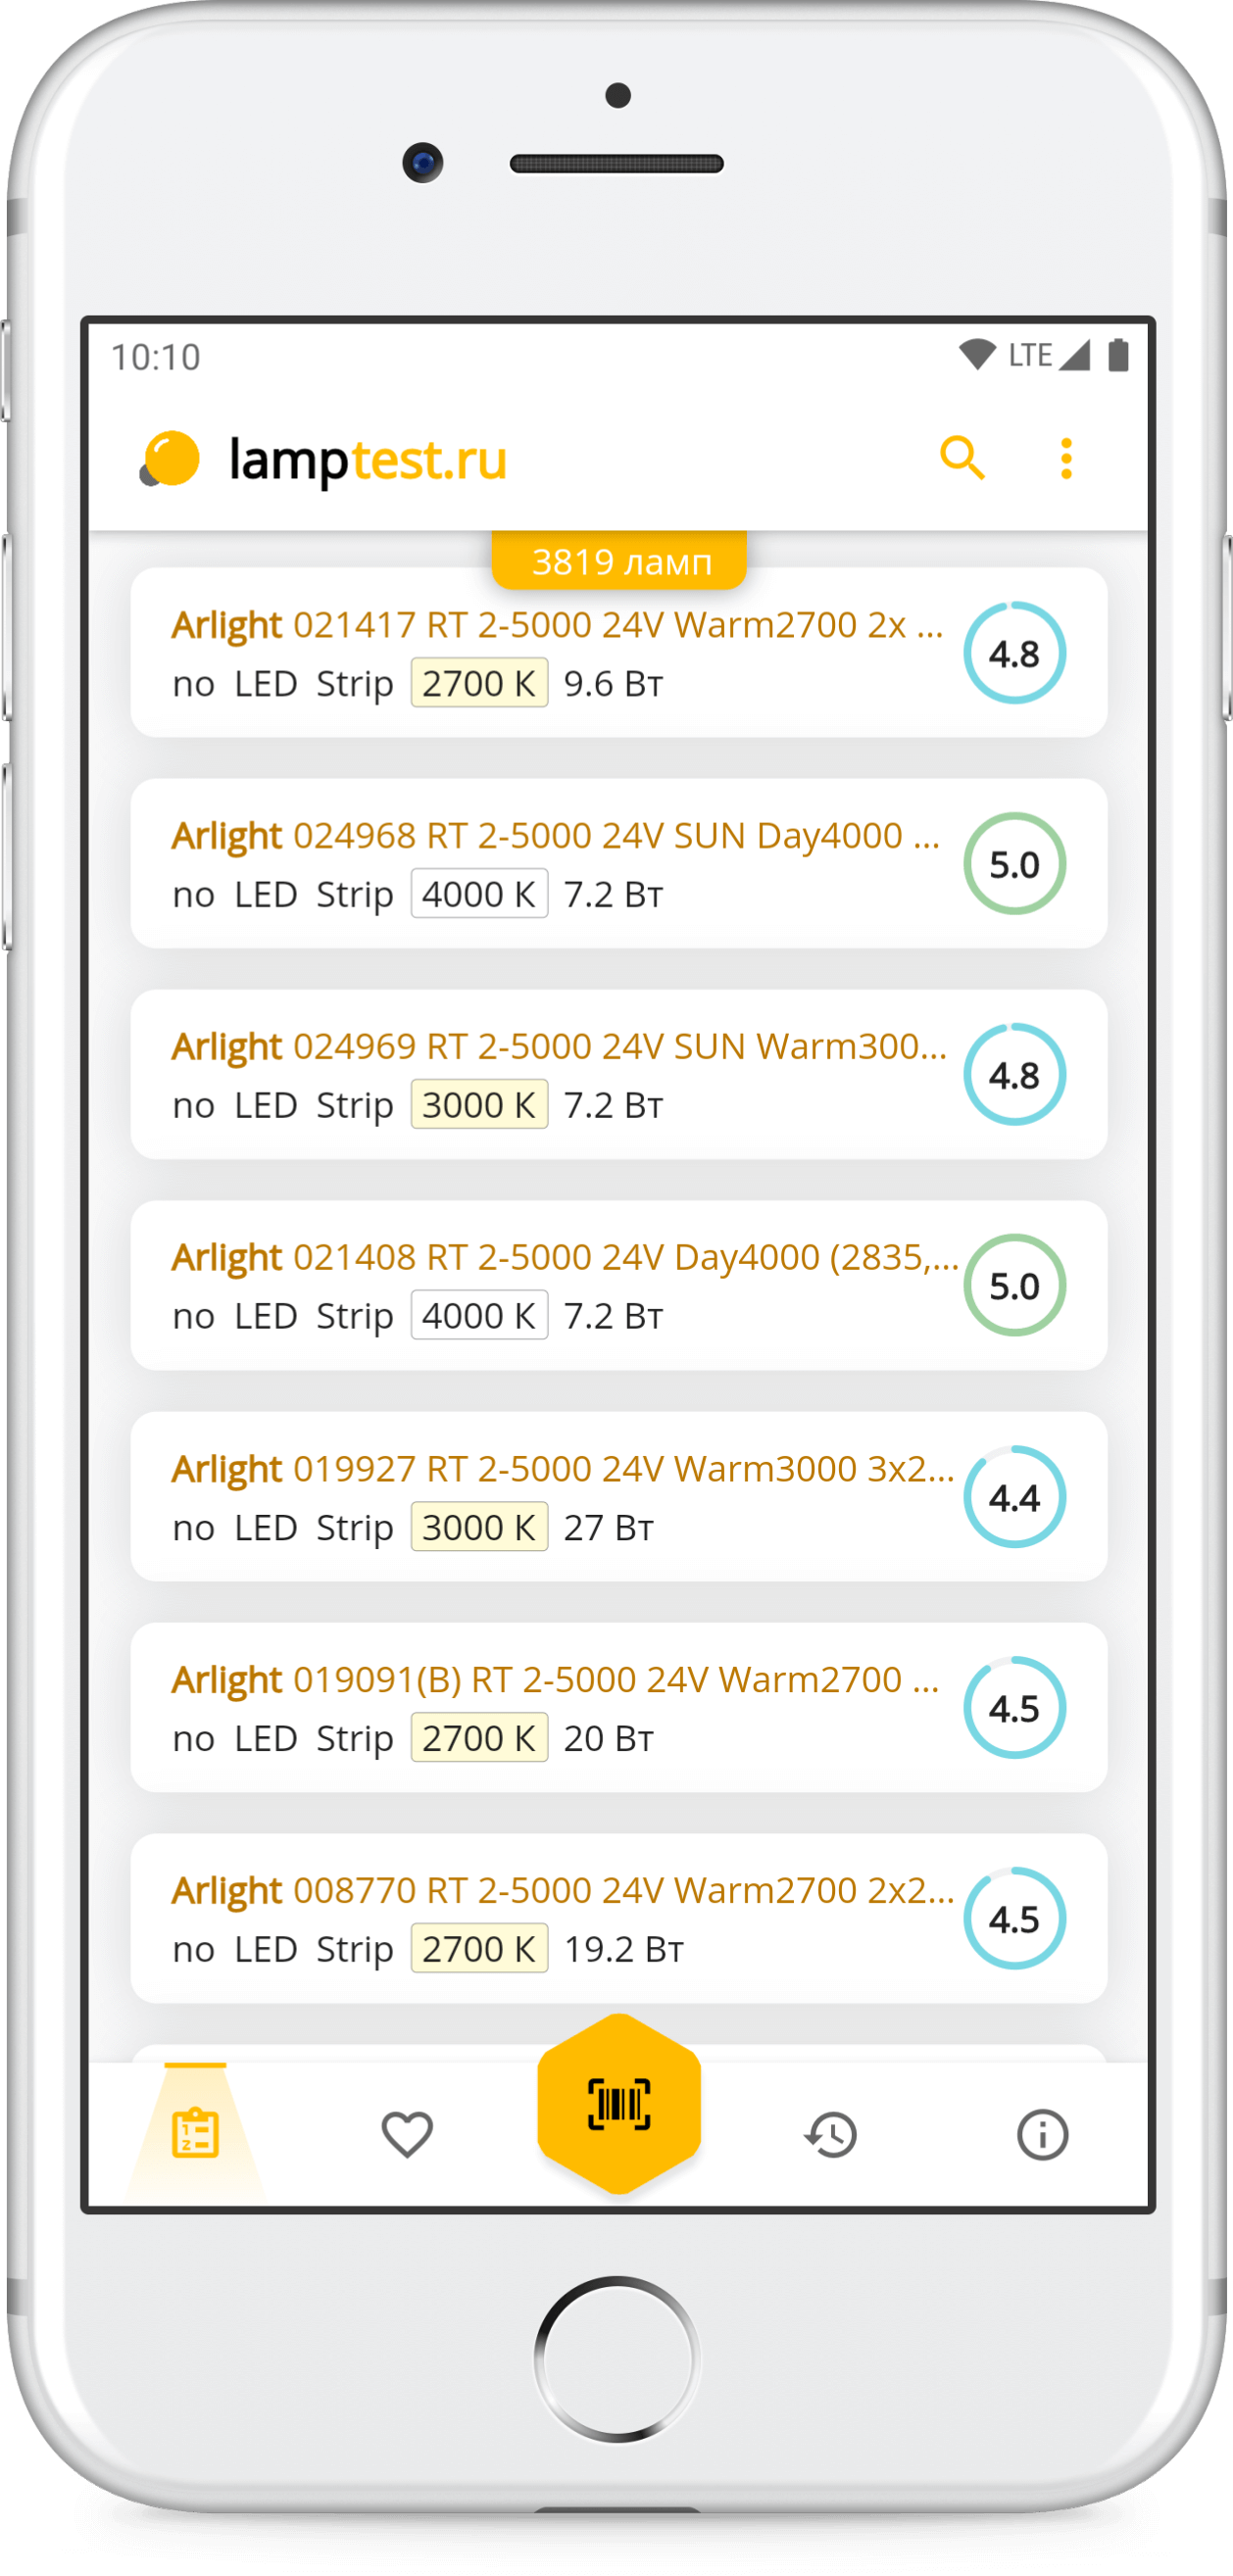 10:10 LTE
lamptest.ru
3819 ламп
Arlight 021417 RT 2-5000 24V Warm2700 2x ...
4.8
no LED Strip 2700 К 9.6 Вт
Arlight 024968 RT 2-5000 24V SUN Day4000 ...
5.0
no LED Strip 4000 К 7.2 Вт
Arlight 024969 RT 2-5000 24V SUN Warm300...
4.8
no LED Strip 3000 К 7.2 Вт
Arlight 021408 RT 2-5000 24V Day4000 (2835,...
5.0
no LED Strip 4000 К 7.2 Вт
Arlight 019927 RT 2-5000 24V Warm3000 3x2...
4.4
no LED Strip 3000 К 27 Вт
Arlight 019091(B) RT 2-5000 24V Warm2700 ...
4.5
no LED Strip 2700 К 20 Вт
Arlight 008770 RT 2-5000 24V Warm2700 2x2...
4.5
no LED Strip 2700 К 19.2 Вт